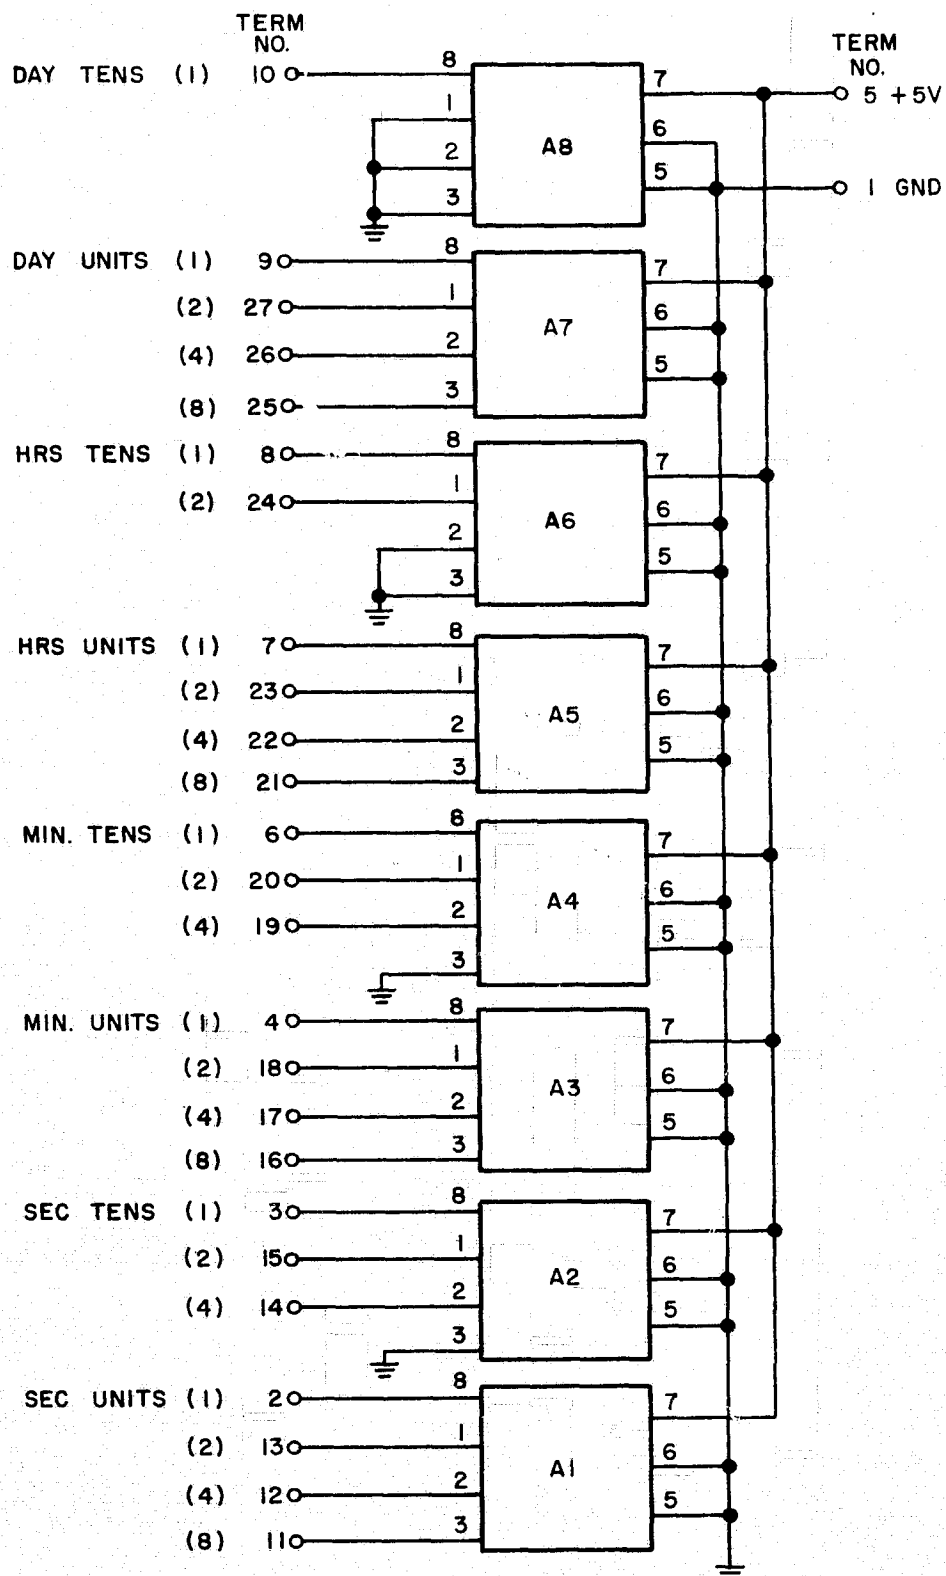 TERM
NO.
TERM
NO.
DAY TENS (1) 10 8
7
5 +5V
1
6
2
A8
5
1 GND
3
DAY UNITS (1) 9 8
7
(2) 27 1
6
A7
(4) 26 2
5
(8) 25 3
HRS TENS (1) 8 8
7
(2) 24 1
6
A6
2
5
3
HRS UNITS (1) 7 8
7
(2) 23 1
6
A5
(4) 22 2
5
(8) 21 3
MIN. TENS (1) 6 8
7
(2) 20 1
6
A4
(4) 19 2
5
3
MIN. UNITS (1) 4 8
7
(2) 18 1
6
A3
(4) 17 2
5
(8) 16 3
SEC TENS (1) 3 8
7
(2) 15 1
6
A2
(4) 14 2
5
3
SEC UNITS (1) 2 8
7
(2) 13 1
6
A1
(4) 12 2
5
(8) 11 3